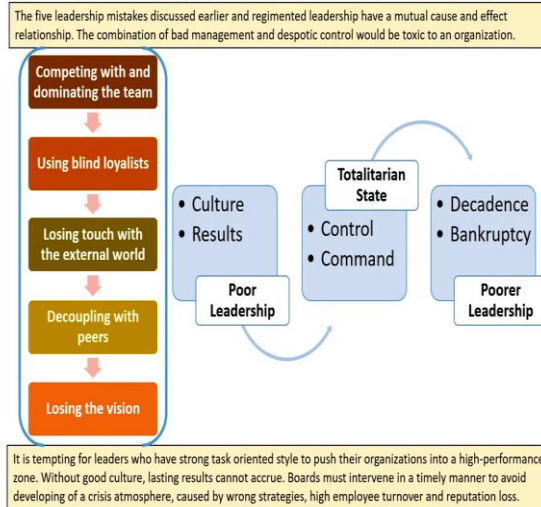 The five leadership mistakes discussed earlier and regimented leadership have a mutual cause and effect
relationship. The combination of bad management and despotic control would be toxic to an organization.
Competing with and
dominating the team
Using blind loyalists
Losing touch with
the external world
Decoupling with
peers
Losing the vision
• Culture
• Results
Poor
Leadership
Totalitarian
State
• Control
• Command
• Decadence
• Bankruptcy
Poorer
Leadership
It is tempting for leaders who have strong task oriented style to push their organizations into a high-performance
zone. Without good culture, lasting results cannot accrue. Boards must intervene in a timely manner to avoid
developing of a crisis atmosphere, caused by wrong strategies, high employee turnover and reputation loss.